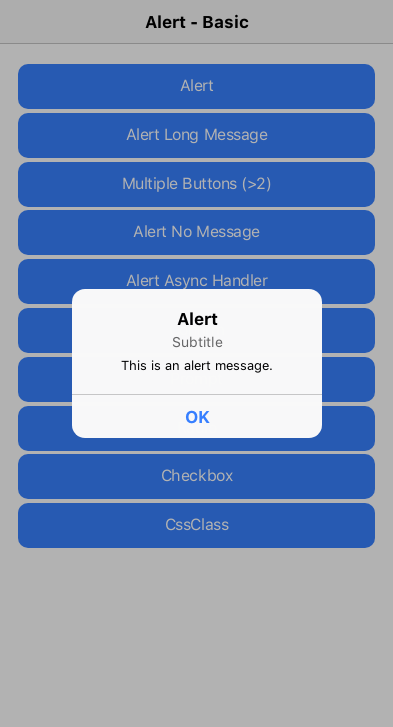 Alert - Basic
Alert
Alert Long Message
Multiple Buttons (>2)
Alert No Message
Alert Async Handler
Alert
Subtitle
This is an alert message.
OK
Checkbox
CssClass